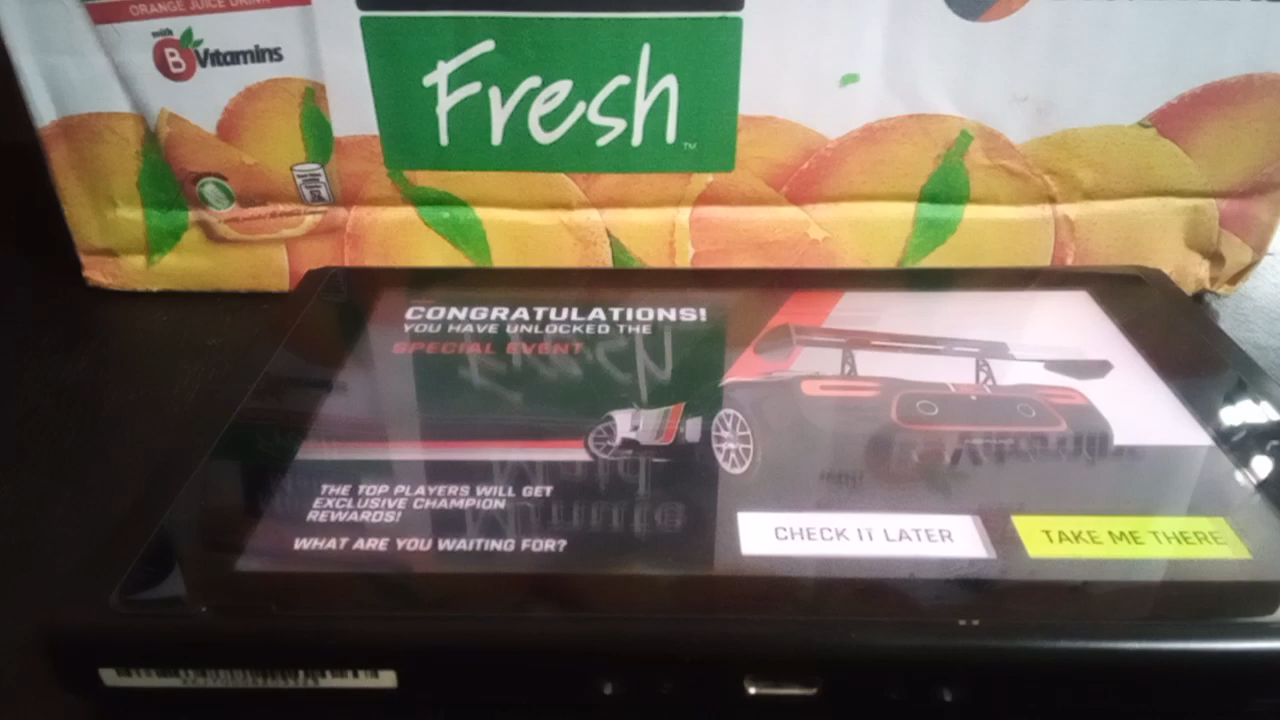 ORANGE JUICE DRINK
with
B Vitamins
Fresh
TM
CONGRATULATIONS!
YOU HAVE UNLOCKED THE
SPECIAL EVENT
THE TOP PLAYERS WILL GET
EXCLUSIVE CHAMPION
REWARDS!
WHAT ARE YOU WAITING FOR?
CHECK IT LATER
TAKE ME THERE